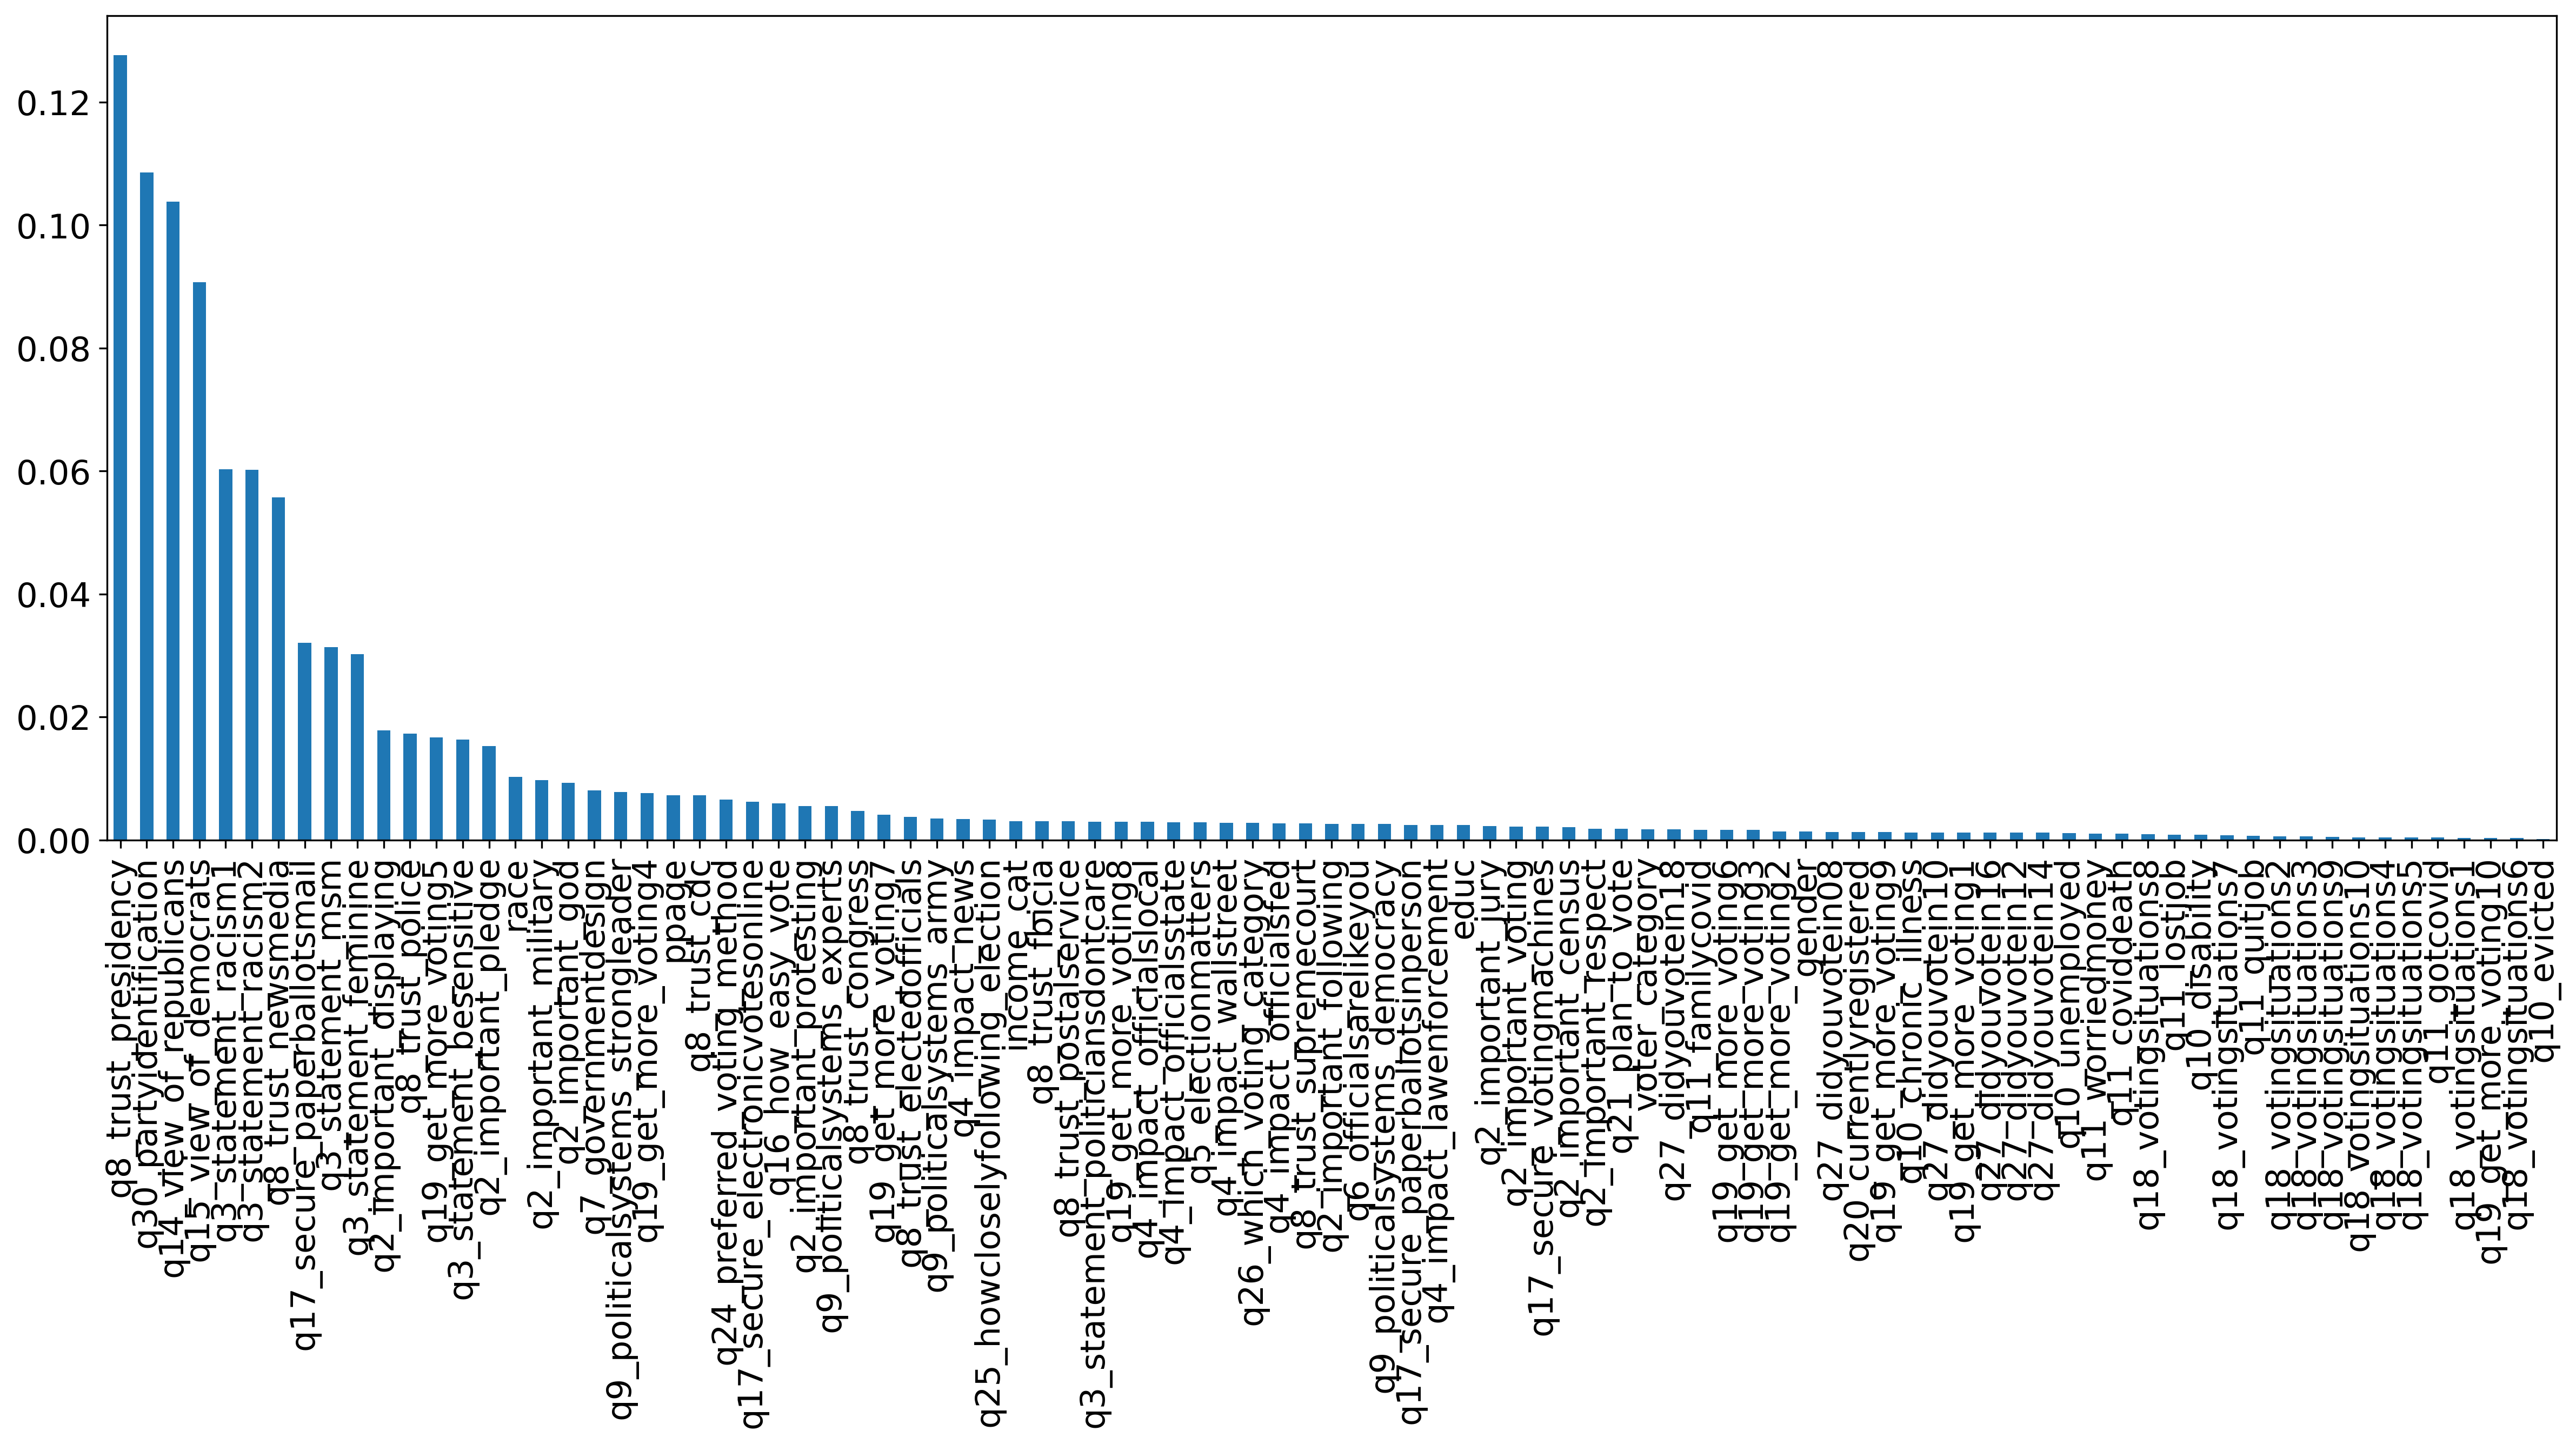 0.12
0.10
0.08
0.06
0.04
0.02
0.00
q8_trust_presidency
q30_partyidentification
q14_view_of_republicans
q15_view_of_democrats
q3_statement_racism1
q3_statement_racism2
q8_trust_newsmedia
q17_secure_paperballotsmail
q3_statement_msm
q3_statement_feminine
q2_important_displaying
q8_trust_police
q19_get_more_voting5
q3_statement_besensitive
q2_important_pledge
race
q2_important_military
q2_important_god
q7_governmentdesign
q9_politicalsystems_strongleader
q19_get_more_voting4
ppage
q8_trust_cdc
q24_preferred_voting_method
q17_secure_electronicvotesonline
q16_how_easy_vote
q2_important_protesting
q9_politicalsystems_experts
q8_trust_congress
q19_get_more_voting7
q8_trust_electedofficials
q9_politicalsystems_army
q4_impact_news
q25_howcloselyfollowing_election
income_cat
q8_trust_fbicia
q8_trust_postalservice
q3_statement_politiciansdontcare
q19_get_more_voting8
q4_impact_officialslocal
q4_impact_officialsstate
q5_electionmatters
q4_impact_wallstreet
q26_which_voting_category
q4_impact_officialsfed
q8_trust_supremecourt
q2_important_following
q6_officialsarelikeyou
q9_politicalsystems_democracy
q17_secure_paperballotsinperson
q4_impact_lawenforcement
educ
q2_important_jury
q2_important_voting
q17_secure_votingmachines
q2_important_census
q2_important_respect
q21_plan_to_vote
voter_category
q27_didyouvotein18
q11_familycovid
q19_get_more_voting6
q19_get_more_voting3
q19_get_more_voting2
gender
q27_didyouvotein08
q20_currentlyregistered
q19_get_more_voting9
q10_chronic_illness
q27_didyouvotein10
q19_get_more_voting1
q27_didyouvotein16
q27_didyouvotein12
q27_didyouvotein14
q10_unemployed
q11_worriedmoney
q11_coviddeath
q18_votingsituations8
q11_lostjob
q10_disability
q18_votingsituations7
q11_quitjob
q18_votingsituations2
q18_votingsituations3
q18_votingsituations9
q18_votingsituations10
q18_votingsituations4
q18_votingsituations5
q11_gotcovid
q18_votingsituations1
q19_get_more_voting10
q18_votingsituations6
q10_evicted